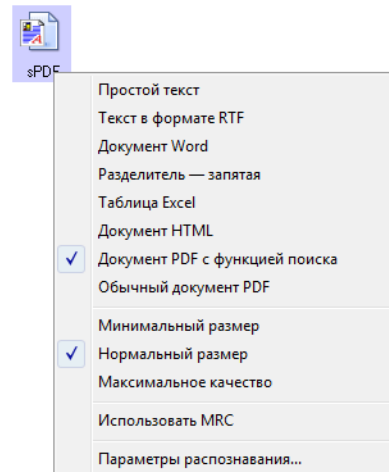 sPDF
Простой текст
Текст в формате RTF
Документ Word
Разделитель — запятая
Таблица Excel
Документ HTML
Документ PDF с функцией поиска
Обычный документ PDF
Минимальный размер
Нормальный размер
Максимальное качество
Использовать MRC
Параметры распознавания...